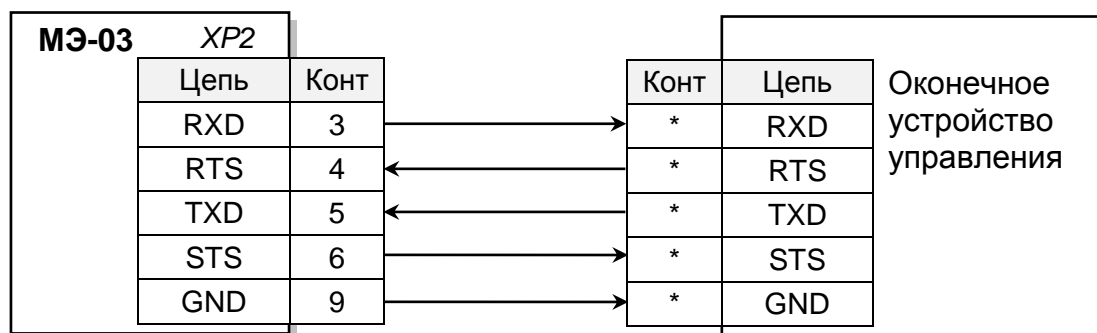 МЭ-03 XP2
Цепь Конт Конт Цепь
RXD 3 * RXD
RTS 4 * RTS
TXD 5 * TXD
STS 6 * STS
GND 9 * GND
Оконечное
устройство
управления